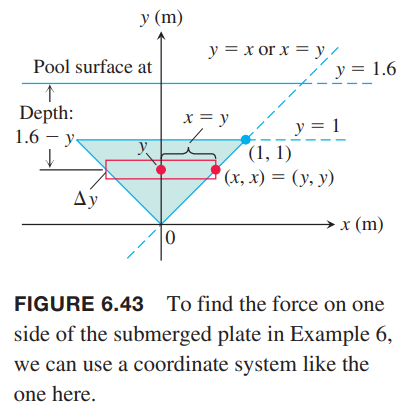 y (m)
y = x or x = y
Pool surface at
y = 1.6
Depth:
1.6 − y
x = y
y = 1
y
(1, 1)
(x, x) = (y, y)
Δy
x (m)
0
FIGURE 6.43 To find the force on one
side of the submerged plate in Example 6,
we can use a coordinate system like the
one here.